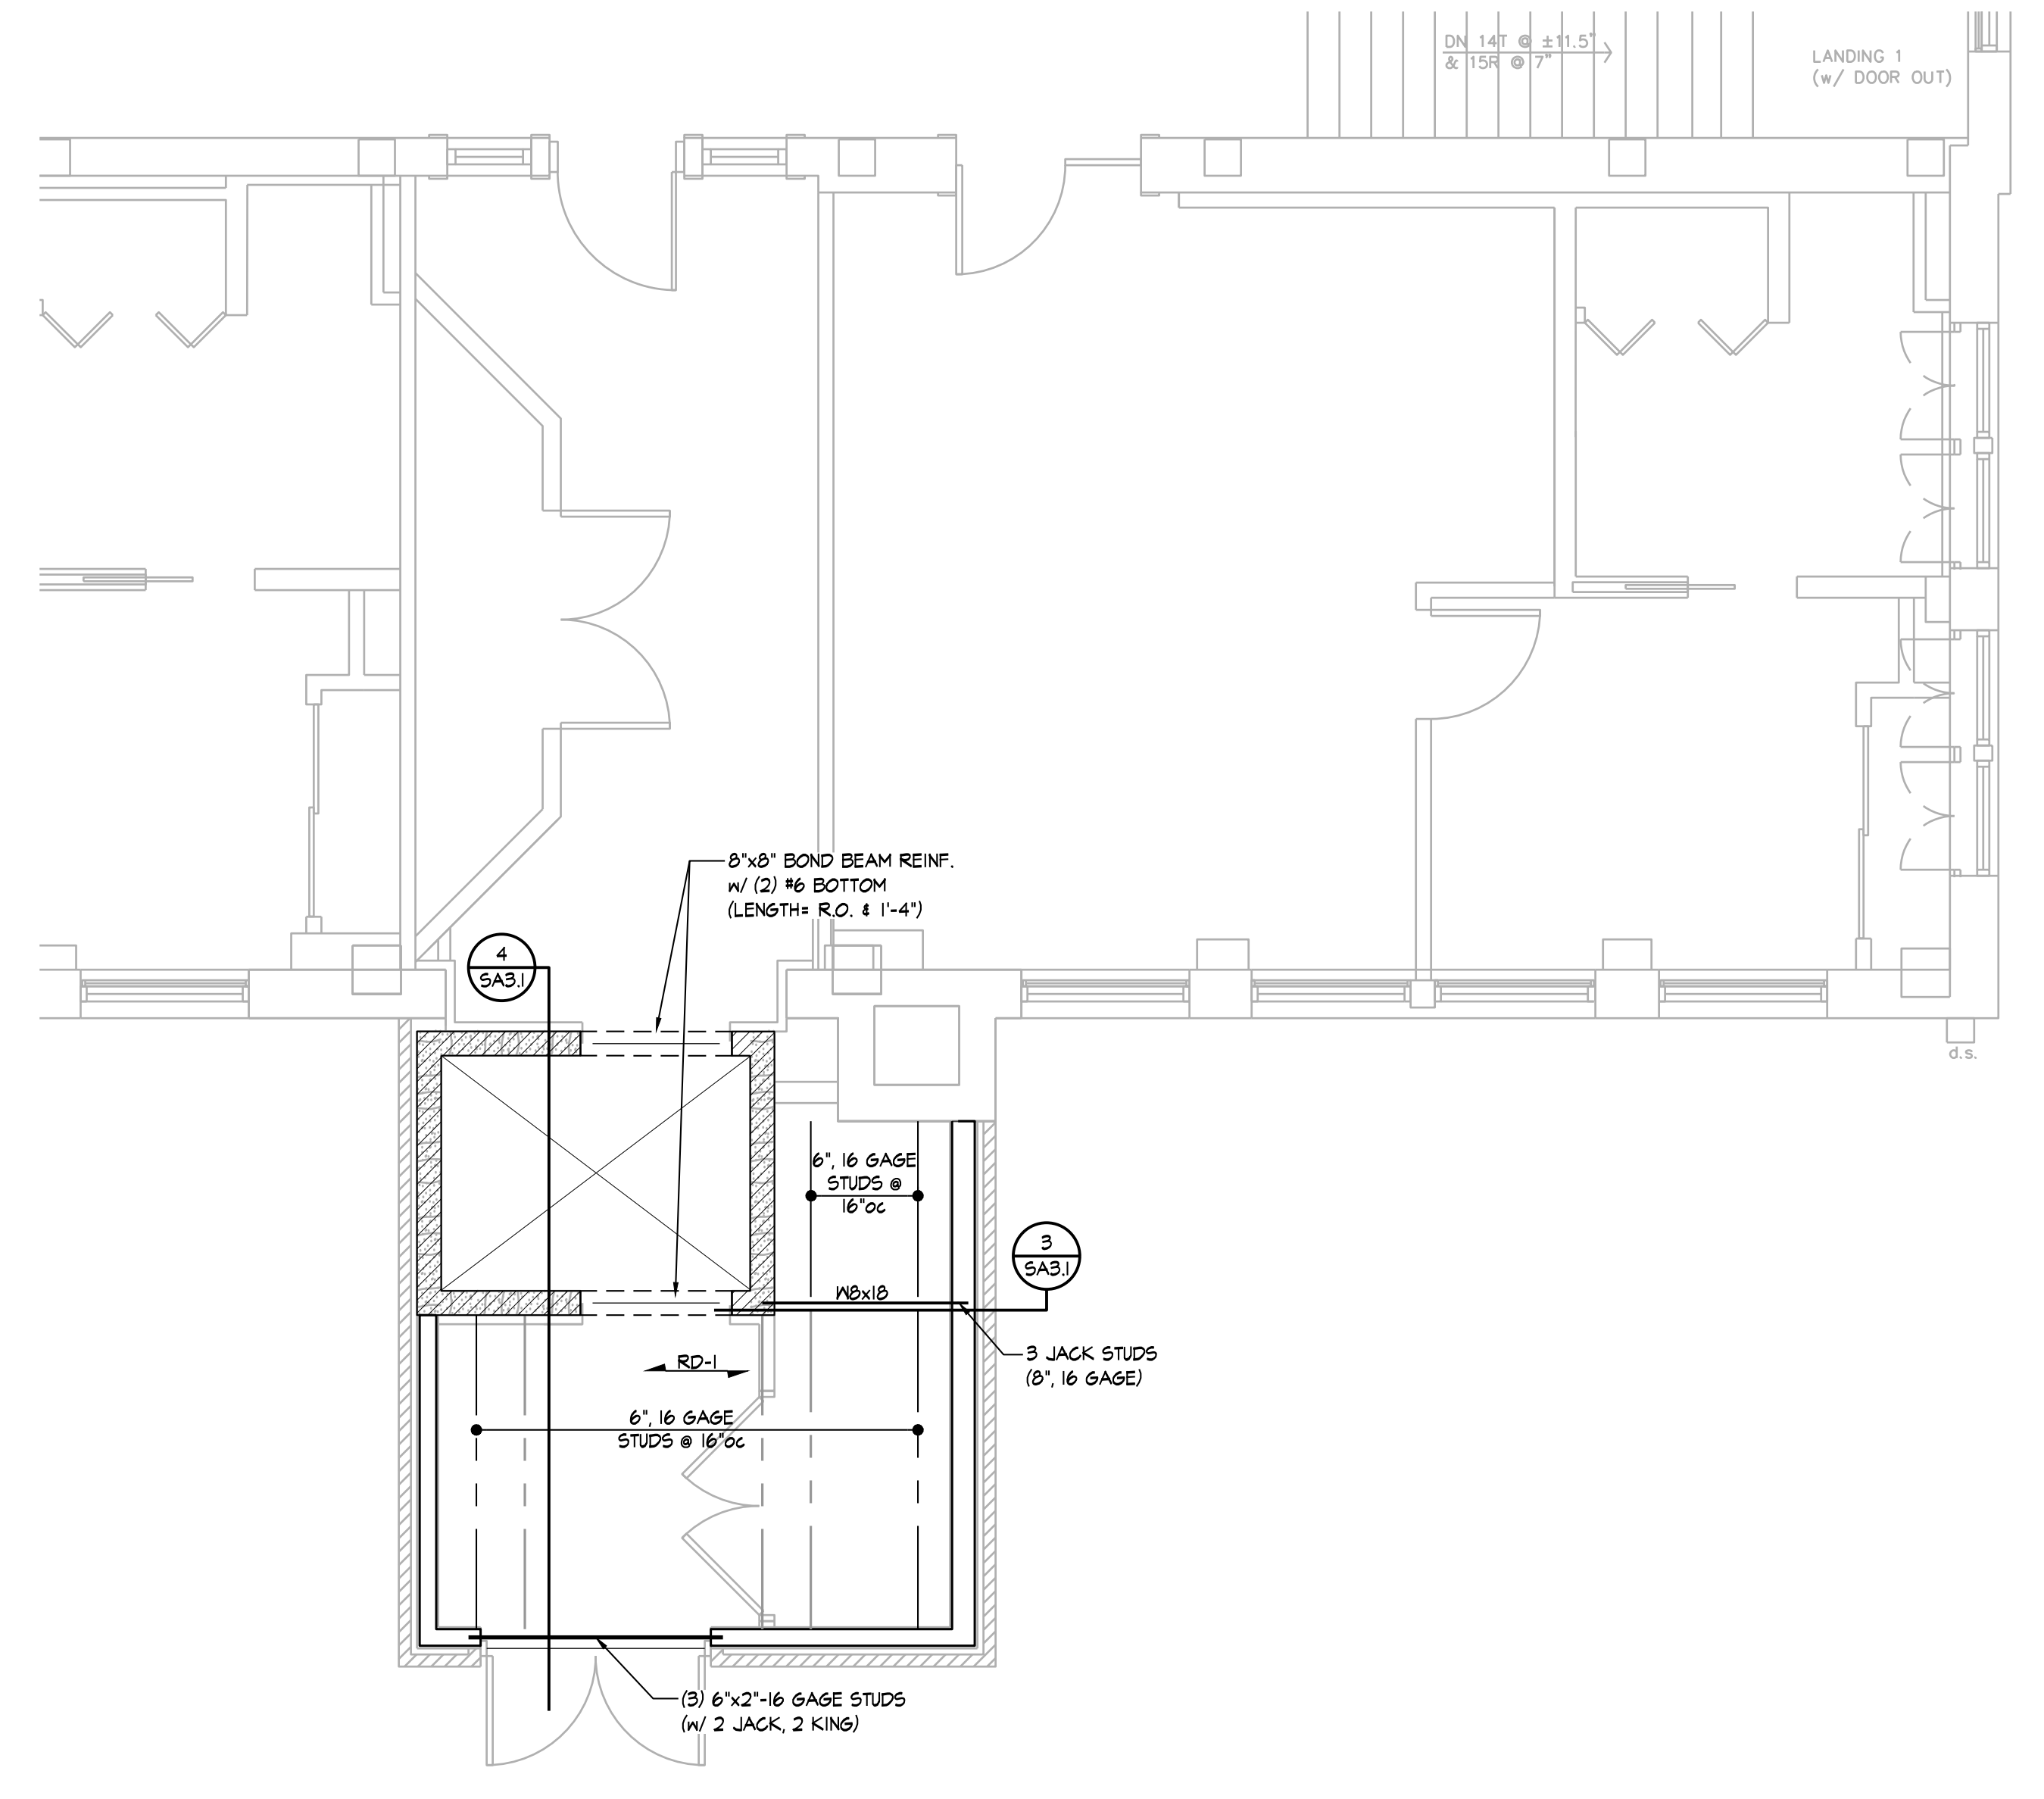 DN 14T @ ±11.5"
& 15R @ 7"
LANDING 1
(w/ DOOR OUT)
8"x8" BOND BEAM REINF.
w/ (2) #6 BOTTOM
(LENGTH= R.O. & 1'-4")
4
SA3.1
d.s.
6", 16 GAGE
STUDS @
16"oc
3
SA3.1
W8x18
3 JACK STUDS
(8", 16 GAGE)
RD-1
6", 16 GAGE
STUDS @ 16"oc
(3) 6"x2"-16 GAGE STUDS
(w/ 2 JACK, 2 KING)